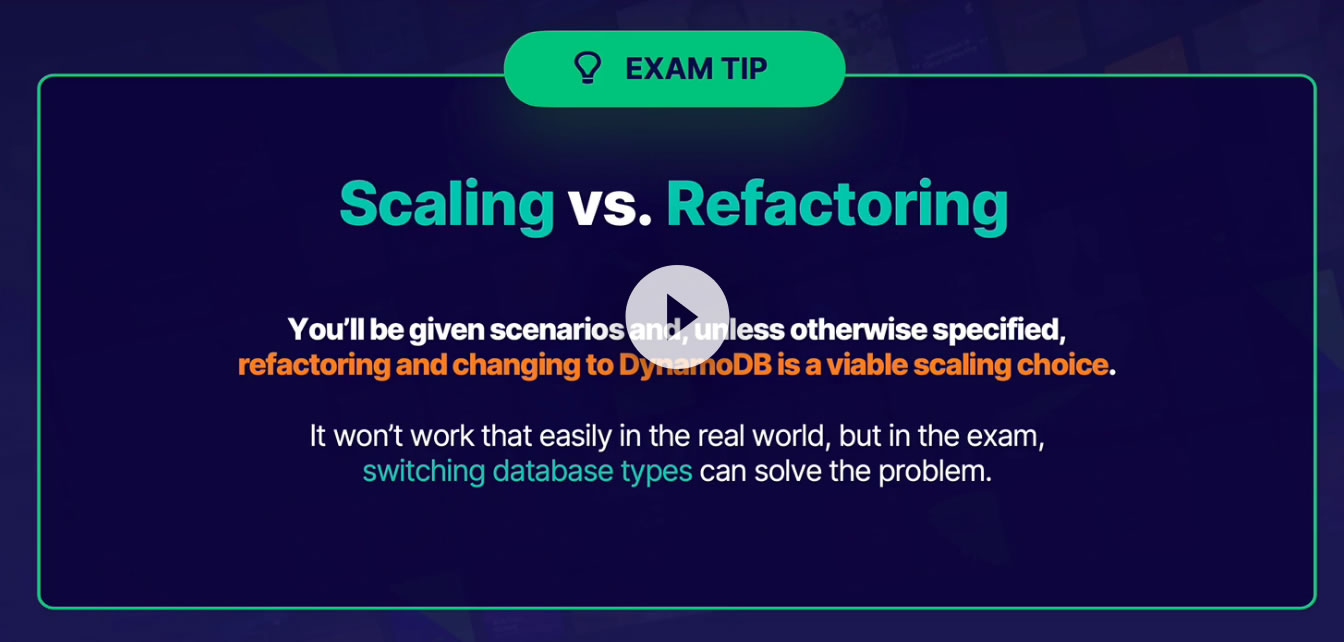 EXAM TIP
Scaling vs. Refactoring
You’ll be given scenarios and, unless otherwise specified,
refactoring and changing to DynamoDB is a viable scaling choice.
It won’t work that easily in the real world, but in the exam,
switching database types can solve the problem.